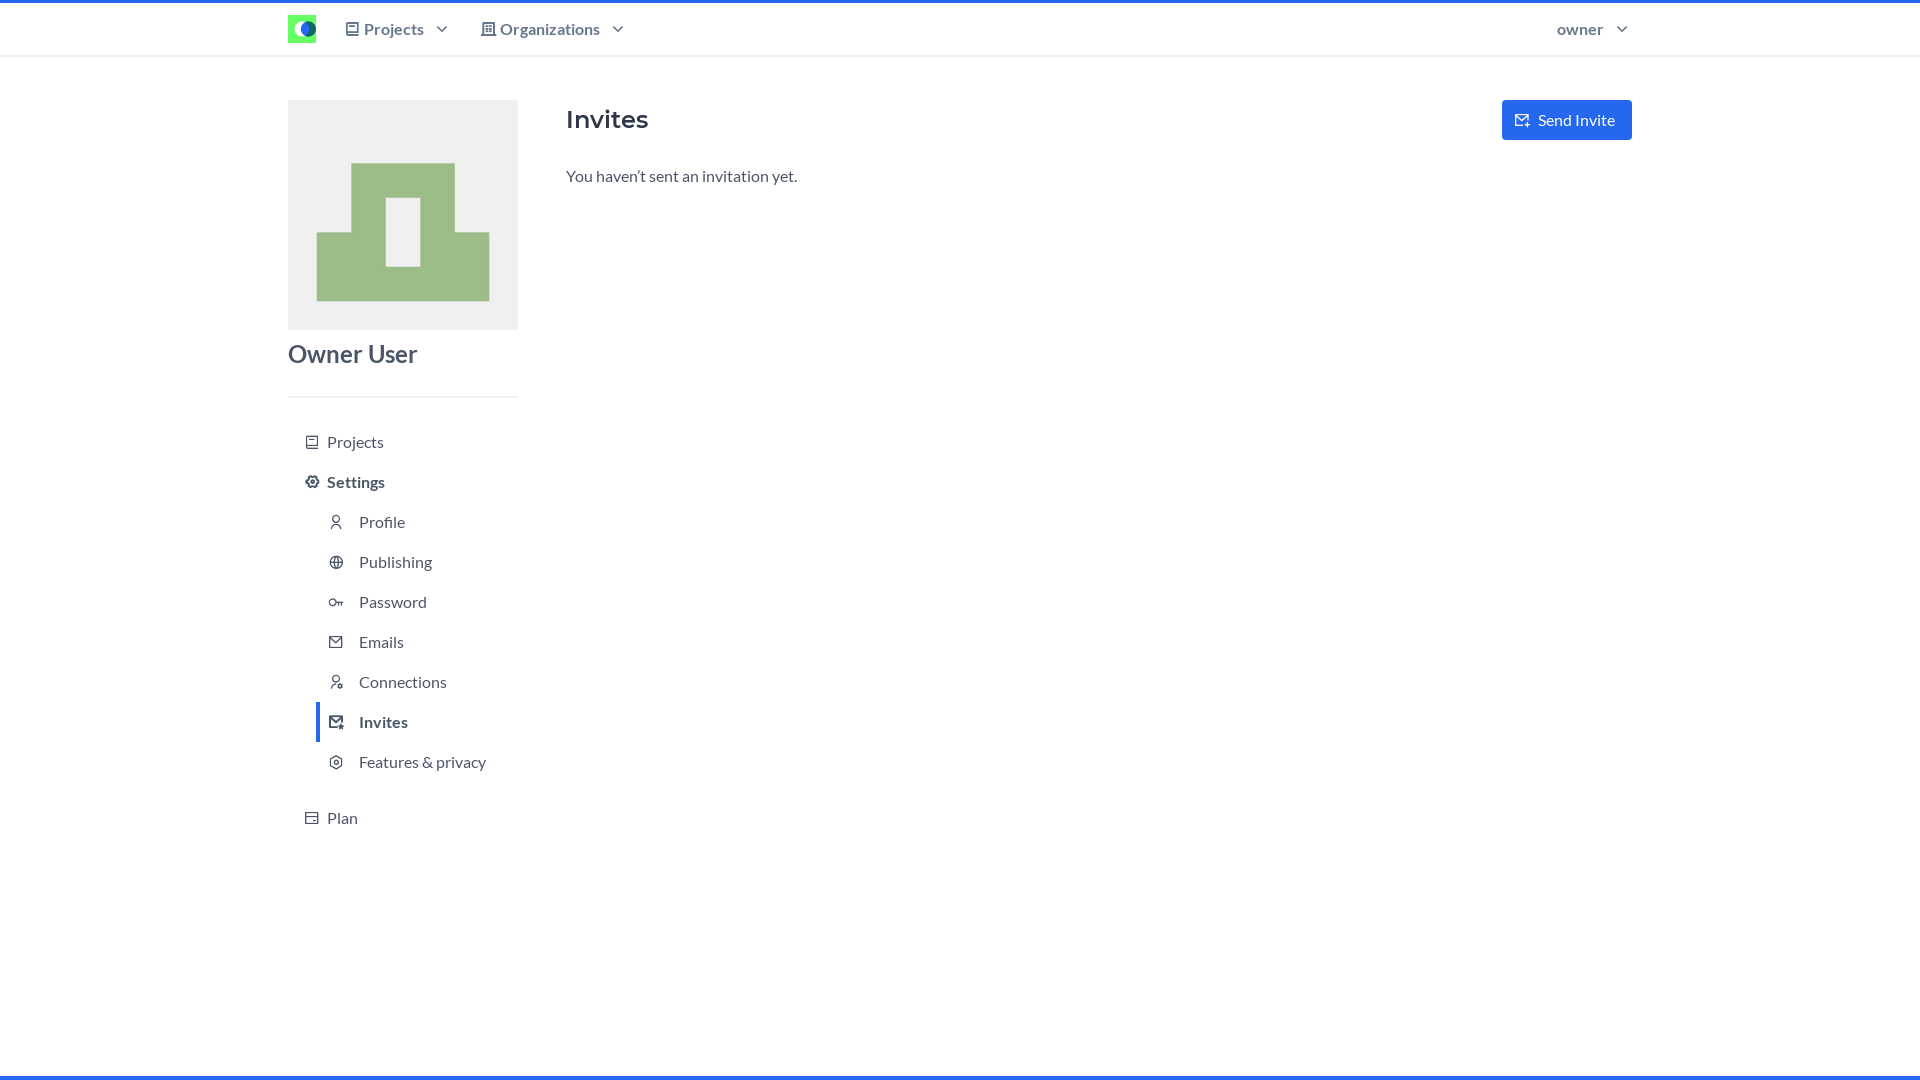 Projects
Organizations
owner
Invites
Send Invite
You haven’t sent an invitation yet.
Owner User
Projects
Settings
Profile
Publishing
Password
Emails
Connections
Invites
Features & privacy
Plan